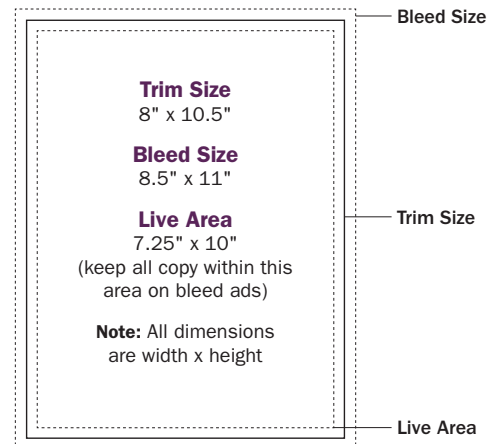 Bleed Size
Trim Size
8" x 10.5"
Bleed Size
8.5" x 11"
Live Area
7.25" x 10"
(keep all copy within this
area on bleed ads)
Note: All dimensions
are width x height
Trim Size
Live Area